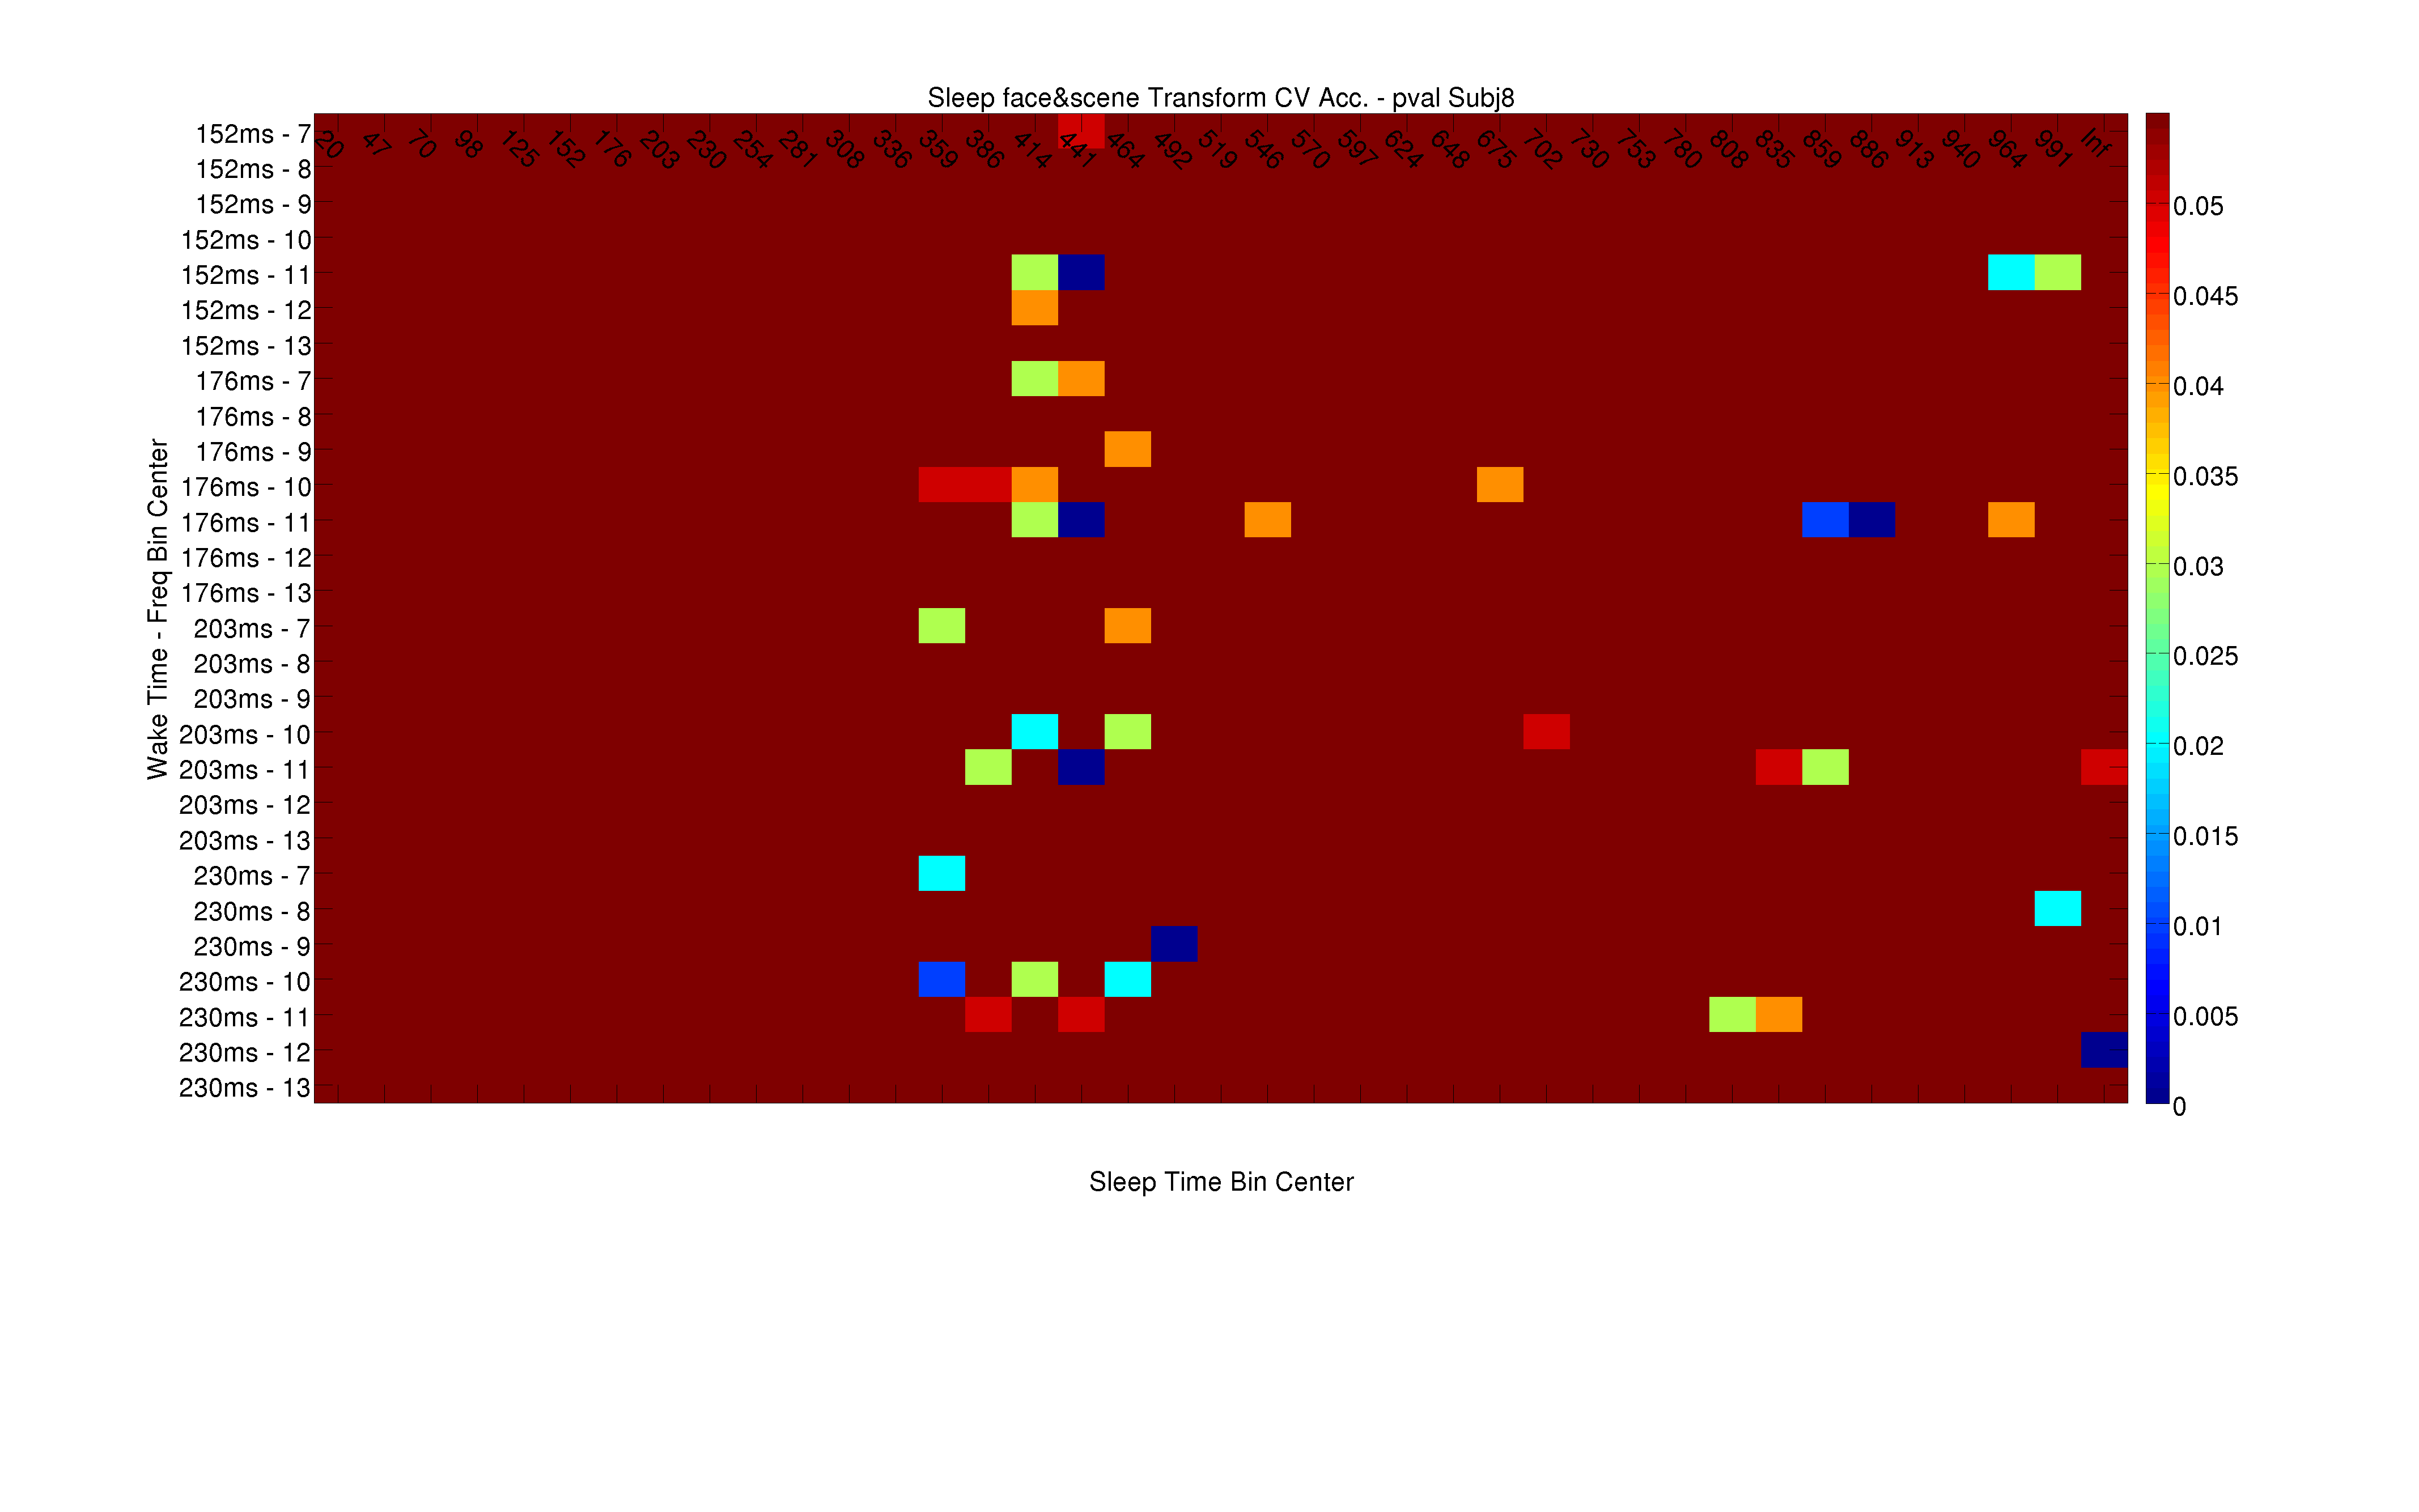 Sleep face&scene Transform CV Acc. - pval Subj8
152ms - 7
152ms - 8
152ms - 9
152ms - 10
152ms - 11
152ms - 12
152ms - 13
176ms - 7
176ms - 8
176ms - 9
176ms - 10
176ms - 11
176ms - 12
176ms - 13
203ms - 7
203ms - 8
203ms - 9
203ms - 10
203ms - 11
203ms - 12
203ms - 13
230ms - 7
230ms - 8
230ms - 9
230ms - 10
230ms - 11
230ms - 12
230ms - 13
Wake Time - Freq Bin Center
20 47 70 98 125 152 176 203 230 254 281 308 336 359 386 414 441 464 492 519 546 570 597 624 648 675 702 730 753 780 808 835 859 886 913 940 964 991 Inf
0.05
0.045
0.04
0.035
0.03
0.025
0.02
0.015
0.01
0.005
0
Sleep Time Bin Center